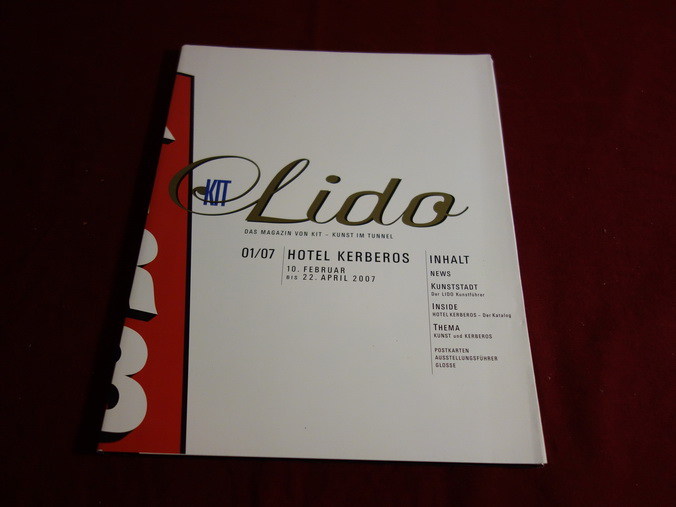 KIT
Lido
DAS MAGAZIN VON KIT – KUNST IM TUNNEL
01/07
HOTEL KERBEROS
10. FEBRUAR
BIS 22. APRIL 2007
INHALT
NEWS
KUNSTSTADT
Der LIDO Kunstführer
INSIDE
HOTEL KERBEROS – Der Katalog
THEMA
KUNST und KERBEROS
POSTKARTEN
AUSSTELLUNGSFÜHRER
GLOSSE
R
B